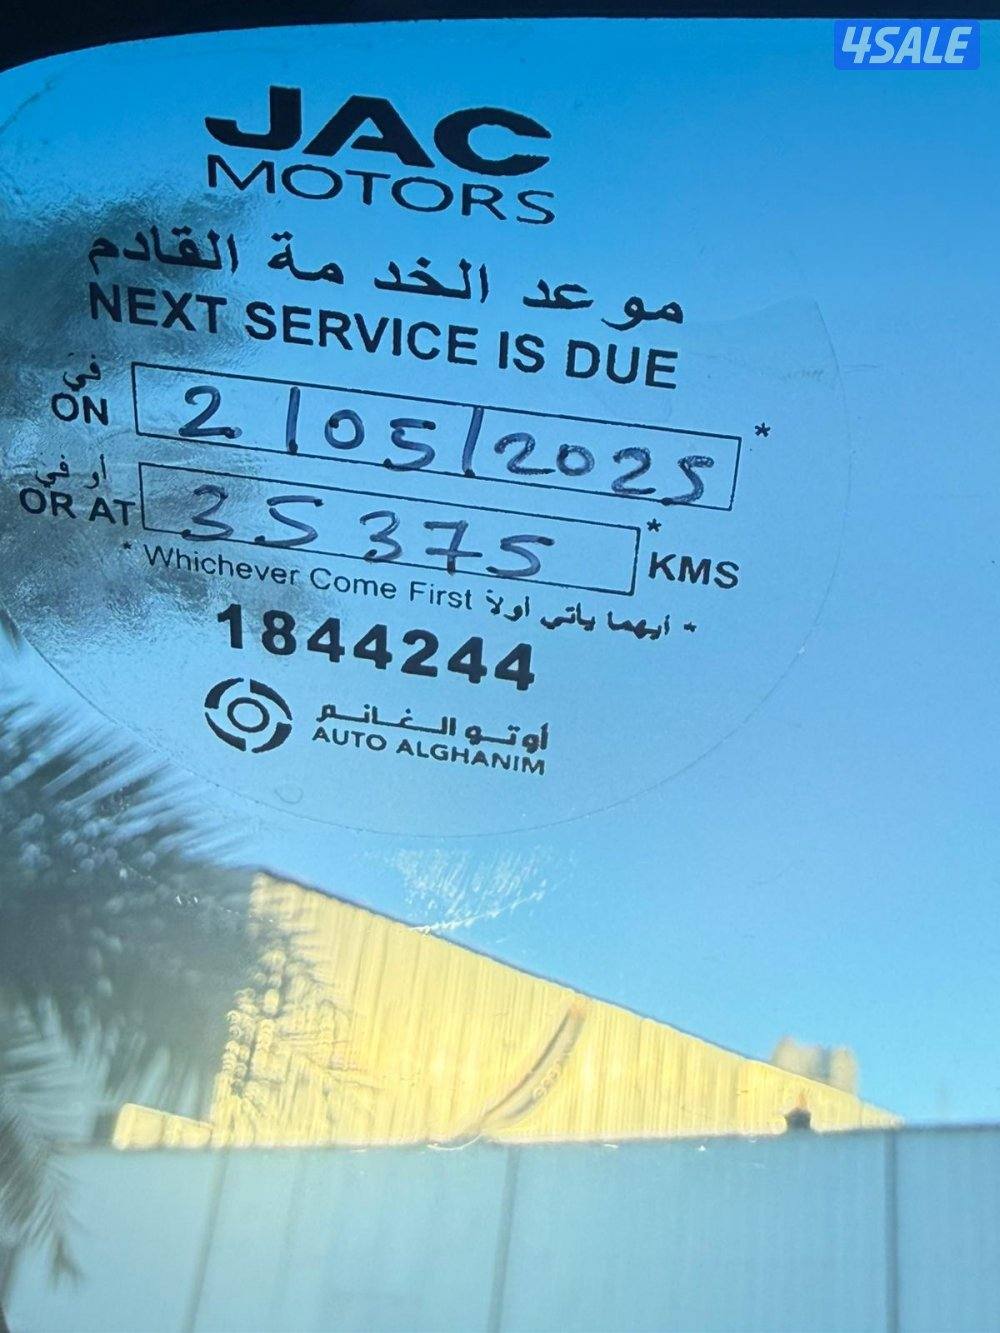 4SALE
JAC
MOTORS
موعد الخدمة القادم
NEXT SERVICE IS DUE
في
ON 2/05/2025 *
أو في
OR AT 35375 * KMS
* Whichever Come First أيهما يأتي أولاً *
1844244
أوتو الغانم
AUTO ALGHANIM